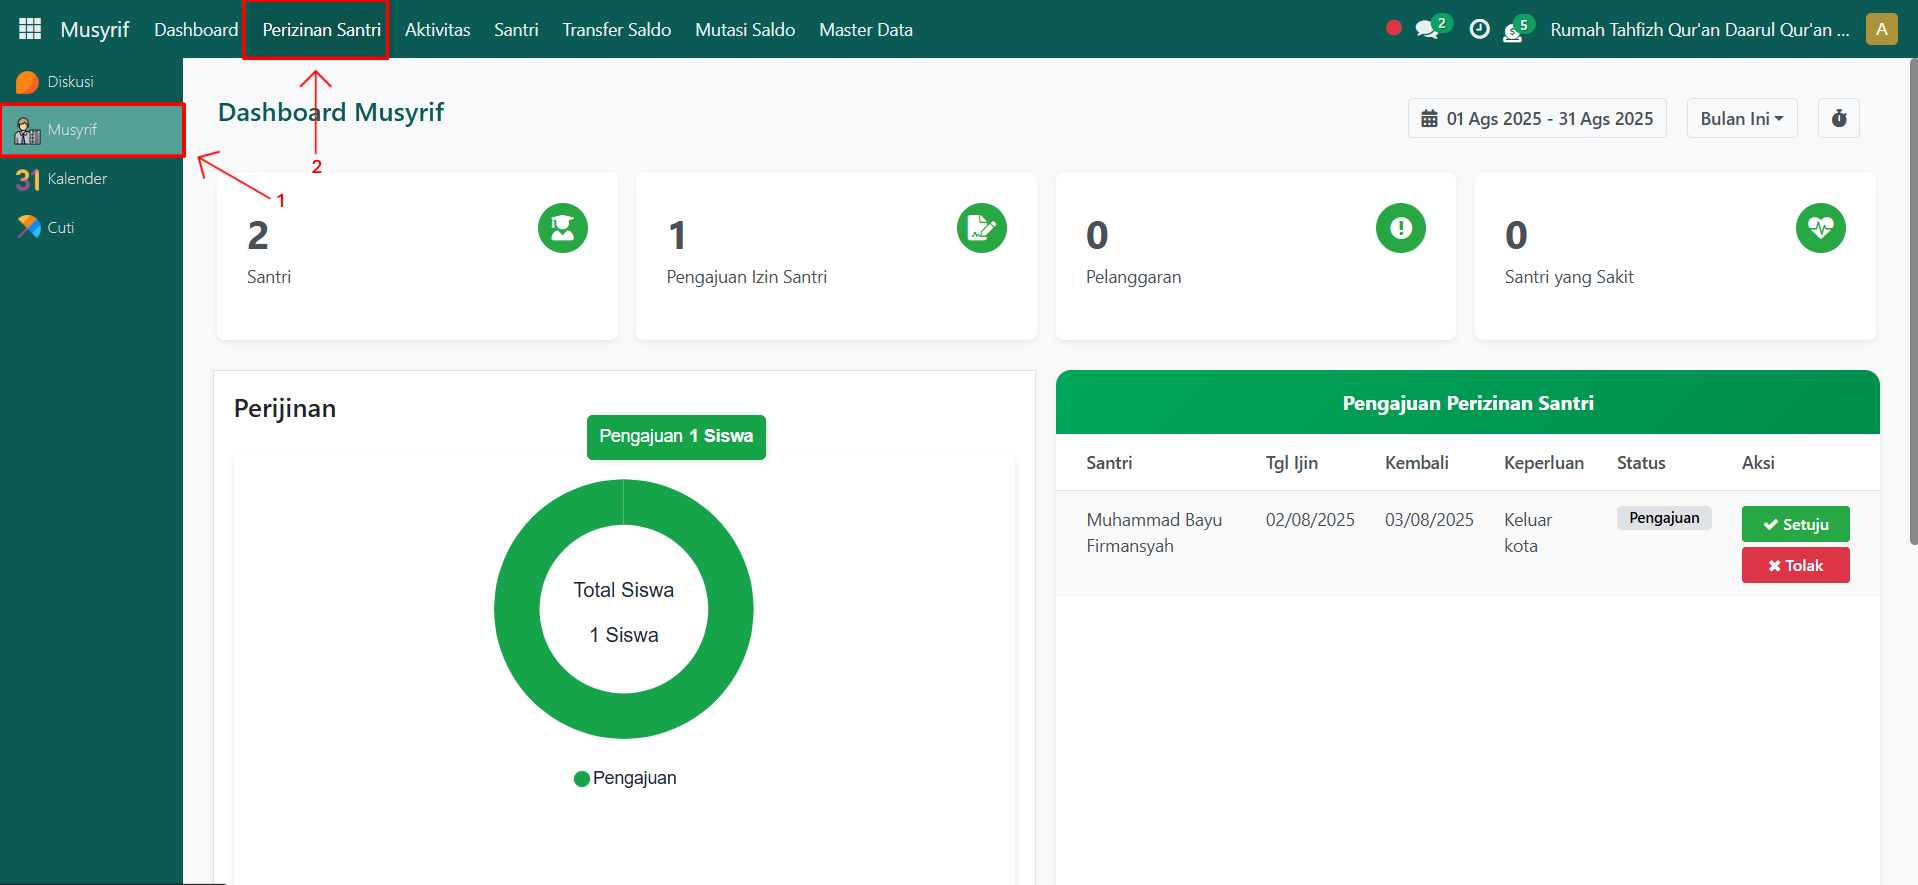 Musyrif Dashboard Perizinan Santri Aktivitas Santri Transfer Saldo Mutasi Saldo Master Data 2 5 Rumah Tahfizh Qur'an Daarul Qur'an ... A
Diskusi
Musyrif
31 Kalender
Cuti
1
2
Dashboard Musyrif
01 Ags 2025 - 31 Ags 2025 Bulan Ini
2
Santri
1
Pengajuan Izin Santri
0
Pelanggaran
0
Santri yang Sakit
Perijinan
Pengajuan 1 Siswa
Total Siswa
1 Siswa
Pengajuan
Pengajuan Perizinan Santri
Santri Tgl Ijin Kembali Keperluan Status Aksi
Muhammad Bayu 02/08/2025 03/08/2025 Keluar Pengajuan Setuju
Firmansyah kota Tolak